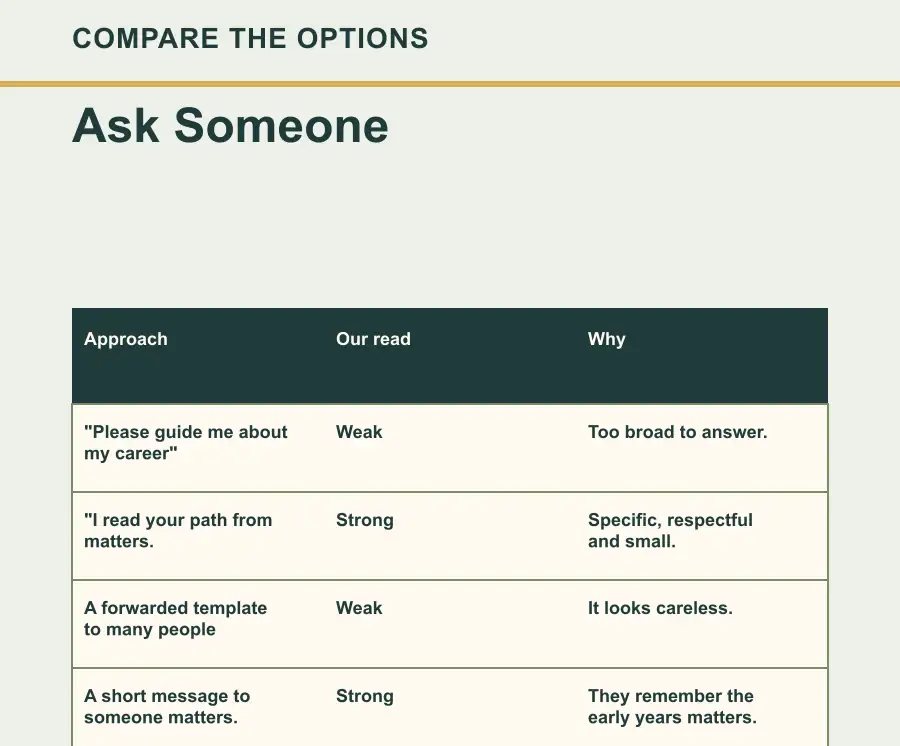 COMPARE THE OPTIONS
Ask Someone
Approach Our read Why
"Please guide me about Weak Too broad to answer.
my career"
"I read your path from Strong Specific, respectful
matters. and small.
A forwarded template Weak It looks careless.
to many people
A short message to Strong They remember the
someone matters. early years matters.